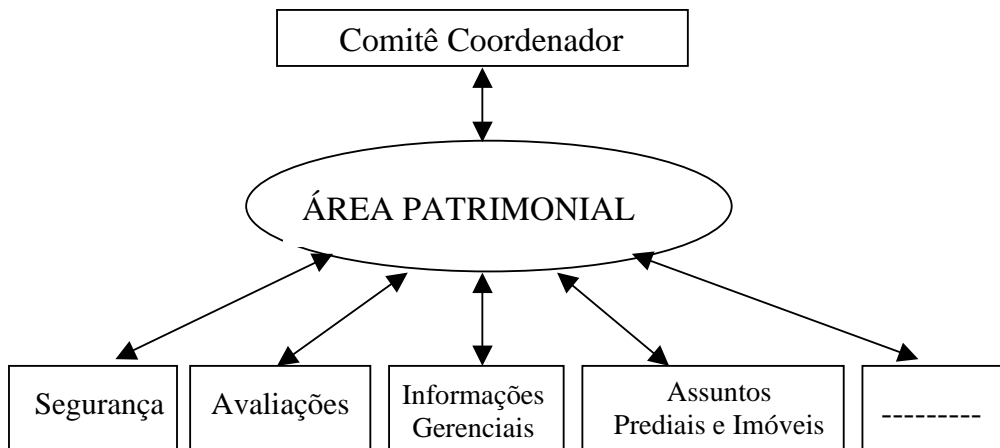 Comitê Coordenador
ÁREA PATRIMONIAL
Segurança
Avaliações
Informações
Gerenciais
Assuntos
Prediais e Imóveis
---------